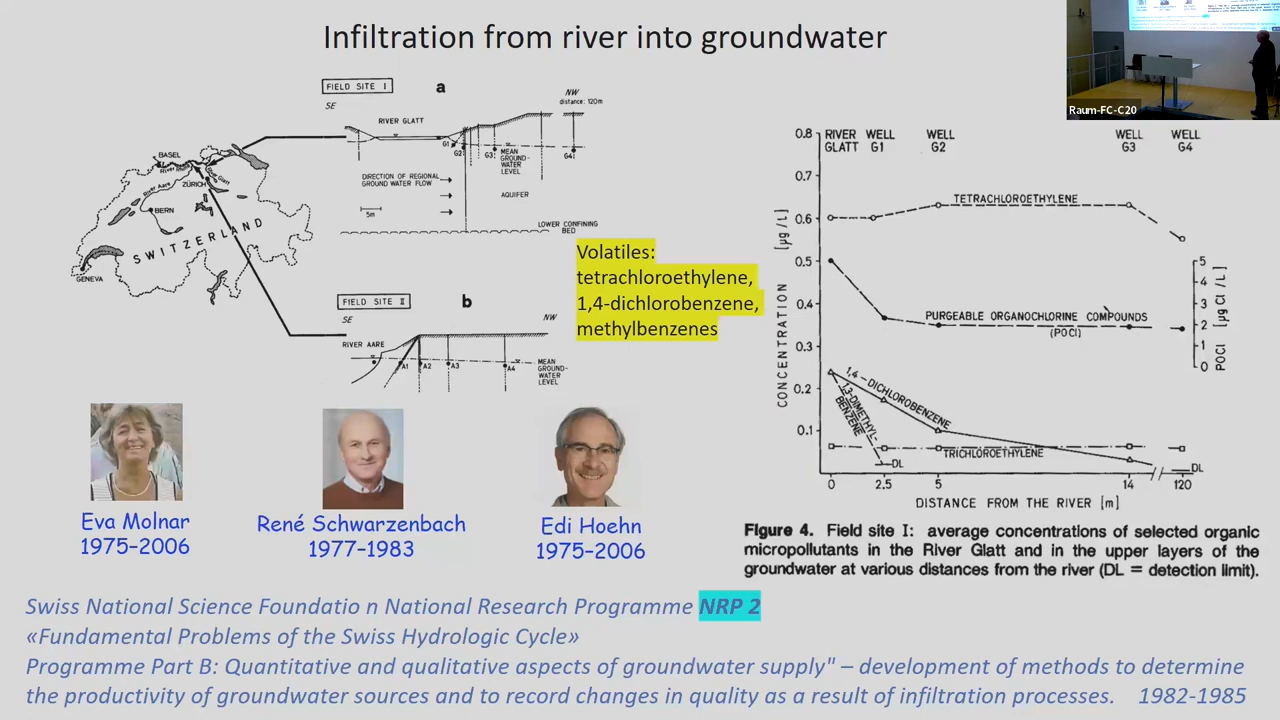 Infiltration from river into groundwater
Raum-FC-C20
FIELD SITE I
a
SE
NW
distance: 120m
RIVER GLATT
G1
G2
G3
G4
MEAN
GROUND-
WATER
LEVEL
DIRECTION OF REGIONAL
GROUND WATER FLOW
AQUIFER
5m
LOWER CONFINING
BED
BASEL
River Rhine
River Glatt
River Aare
ZÜRICH
BERN
SWITZERLAND
GENEVA
FIELD SITE II
b
SE
NW
RIVER AARE
A1
A2
A3
A4
MEAN
GROUND-
WATER
LEVEL
Volatiles:
tetrachloroethylene,
1,4-dichlorobenzene,
methylbenzenes
RIVER
GLATT
WELL
G1
WELL
G2
WELL
G3
WELL
G4
0.8
0.7
0.6
0.5
0.4
0.3
0.2
0.1
CONCENTRATION [µg/L]
TETRACHLOROETHYLENE
PURGEABLE ORGANOCHLORINE COMPOUNDS
(POCl)
5
4
3
2
1
0
POCl [µgCl/L]
1,4-DICHLOROBENZENE
1,3-DIMETHYL-
BENZENE
TRICHLOROETHYLENE
DL
DL
0 2.5 5 14 120
DISTANCE FROM THE RIVER [m]
Figure 4. Field site I: average concentrations of selected organic
micropollutants in the River Glatt and in the upper layers of the
groundwater at various distances from the river (DL = detection limit).
Eva Molnar
1975–2006
René Schwarzenbach
1977–1983
Edi Hoehn
1975–2006
Swiss National Science Foundatio n National Research Programme NRP 2
«Fundamental Problems of the Swiss Hydrologic Cycle»
Programme Part B: Quantitative and qualitative aspects of groundwater supply" – development of methods to determine
the productivity of groundwater sources and to record changes in quality as a result of infiltration processes. 1982-1985